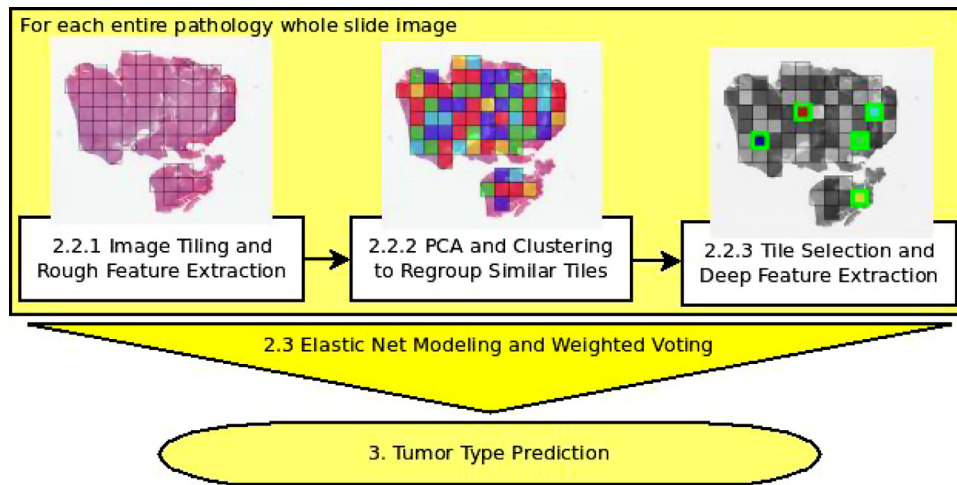 For each entire pathology whole slide image
2.2.1 Image Tiling and
Rough Feature Extraction
2.2.2 PCA and Clustering
to Regroup Similar Tiles
2.2.3 Tile Selection and
Deep Feature Extraction
2.3 Elastic Net Modeling and Weighted Voting
3. Tumor Type Prediction